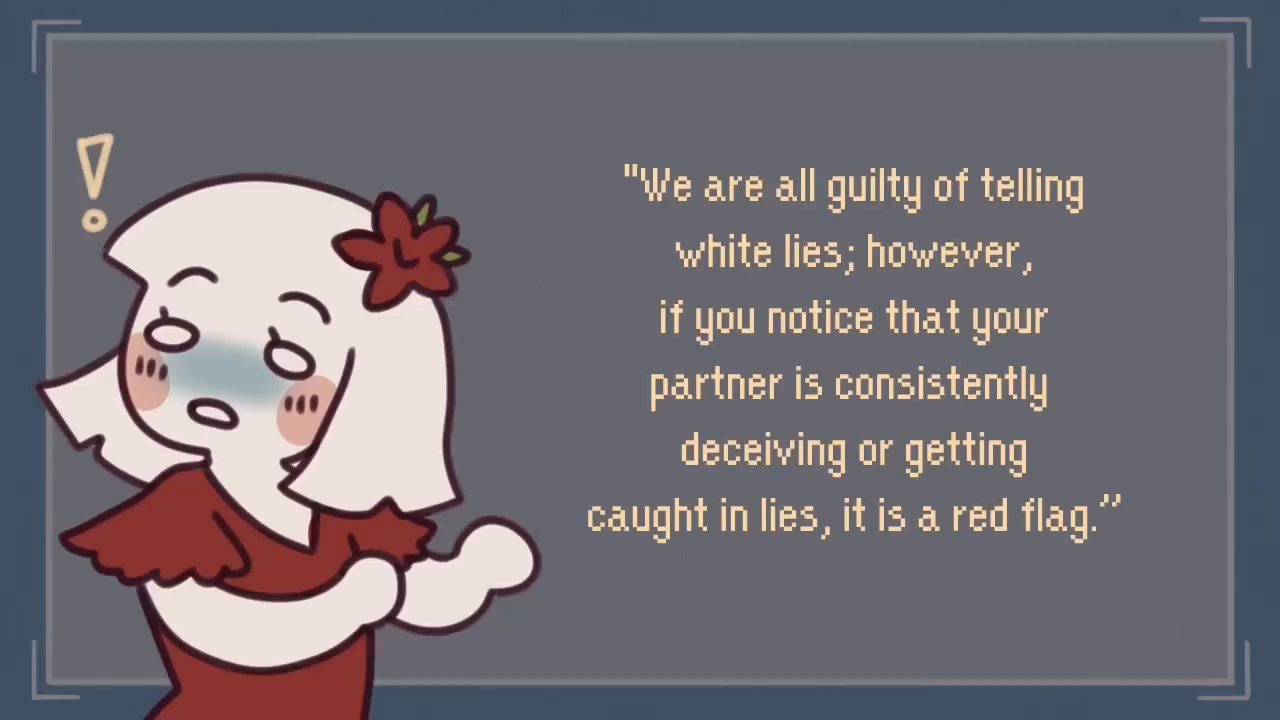 "We are all guilty of telling
white lies; however,
if you notice that your
partner is consistently
deceiving or getting
caught in lies, it is a red flag.”